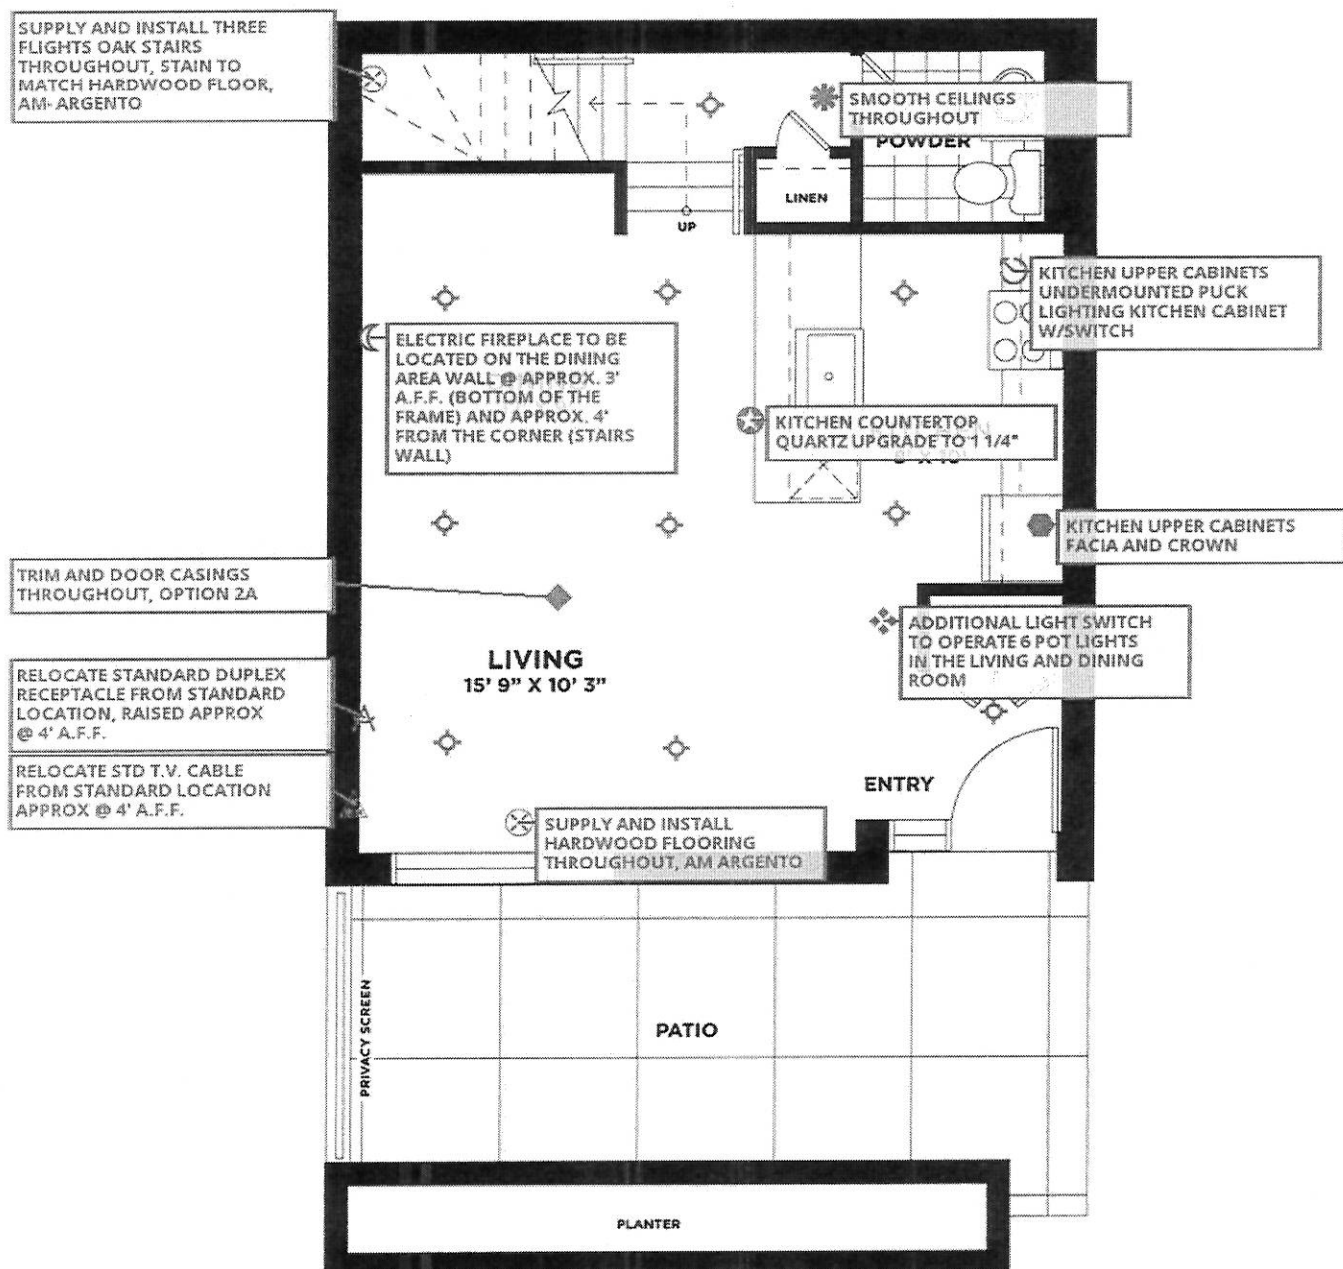 SUPPLY AND INSTALL THREE
FLIGHTS OAK STAIRS
THROUGHOUT, STAIN TO
MATCH HARDWOOD FLOOR,
AM- ARGENTO
SMOOTH CEILINGS
THROUGHOUT
POWDER
LINEN
UP
KITCHEN UPPER CABINETS
UNDERMOUNTED PUCK
LIGHTING KITCHEN CABINET
W/SWITCH
ELECTRIC FIREPLACE TO BE
LOCATED ON THE DINING
AREA WALL @ APPROX. 3'
A.F.F. (BOTTOM OF THE
FRAME) AND APPROX. 4'
FROM THE CORNER (STAIRS
WALL)
KITCHEN COUNTERTOP
QUARTZ UPGRADE TO 1 1/4"
KITCHEN UPPER CABINETS
FACIA AND CROWN
TRIM AND DOOR CASINGS
THROUGHOUT, OPTION 2A
ADDITIONAL LIGHT SWITCH
TO OPERATE 6 POT LIGHTS
IN THE LIVING AND DINING
ROOM
LIVING
15' 9" X 10' 3"
RELOCATE STANDARD DUPLEX
RECEPTACLE FROM STANDARD
LOCATION, RAISED APPROX
@ 4' A.F.F.
RELOCATE STD T.V. CABLE
FROM STANDARD LOCATION
APPROX @ 4' A.F.F.
ENTRY
SUPPLY AND INSTALL
HARDWOOD FLOORING
THROUGHOUT, AM ARGENTO
PRIVACY SCREEN
PATIO
PLANTER